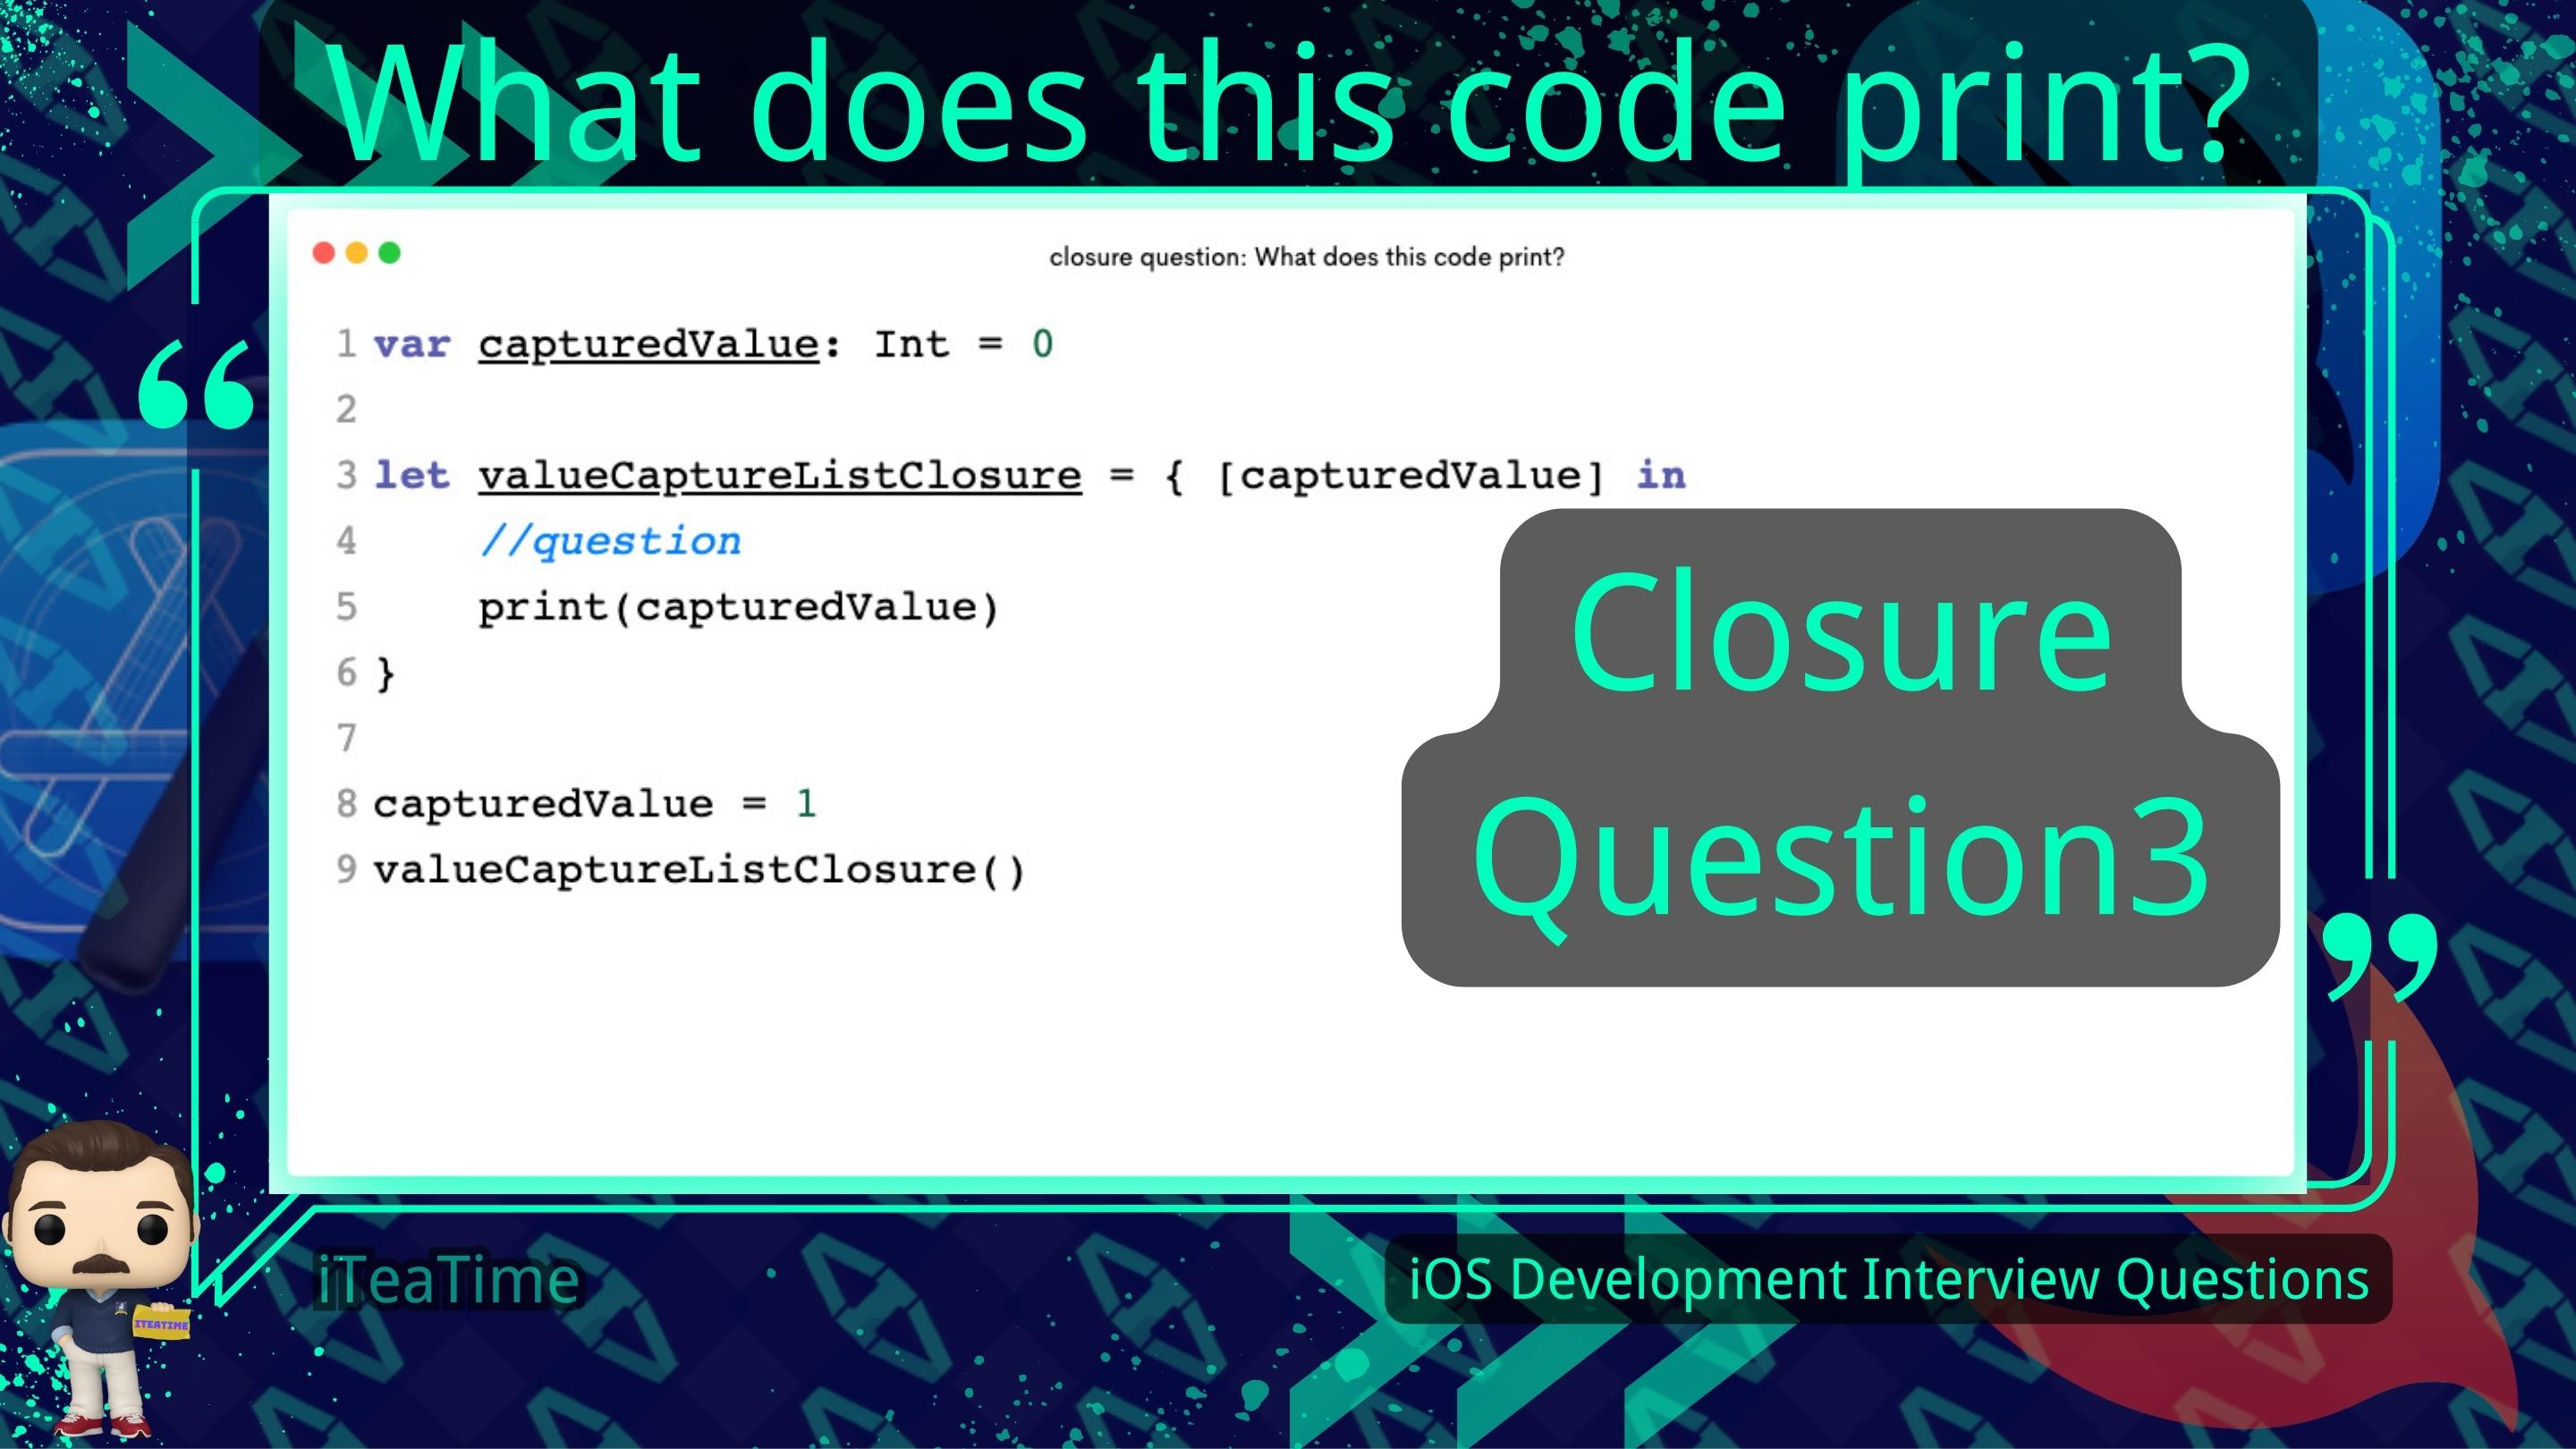 What does this code print?
closure question: What does this code print?
1 var capturedValue: Int = 0
2
3 let valueCaptureListClosure = { [capturedValue] in
4     //question
5     print(capturedValue)
6 }
7
8 capturedValue = 1
9 valueCaptureListClosure()
Closure
Question3
“
”
ITEATIME
iTeaTime
iOS Development Interview Questions